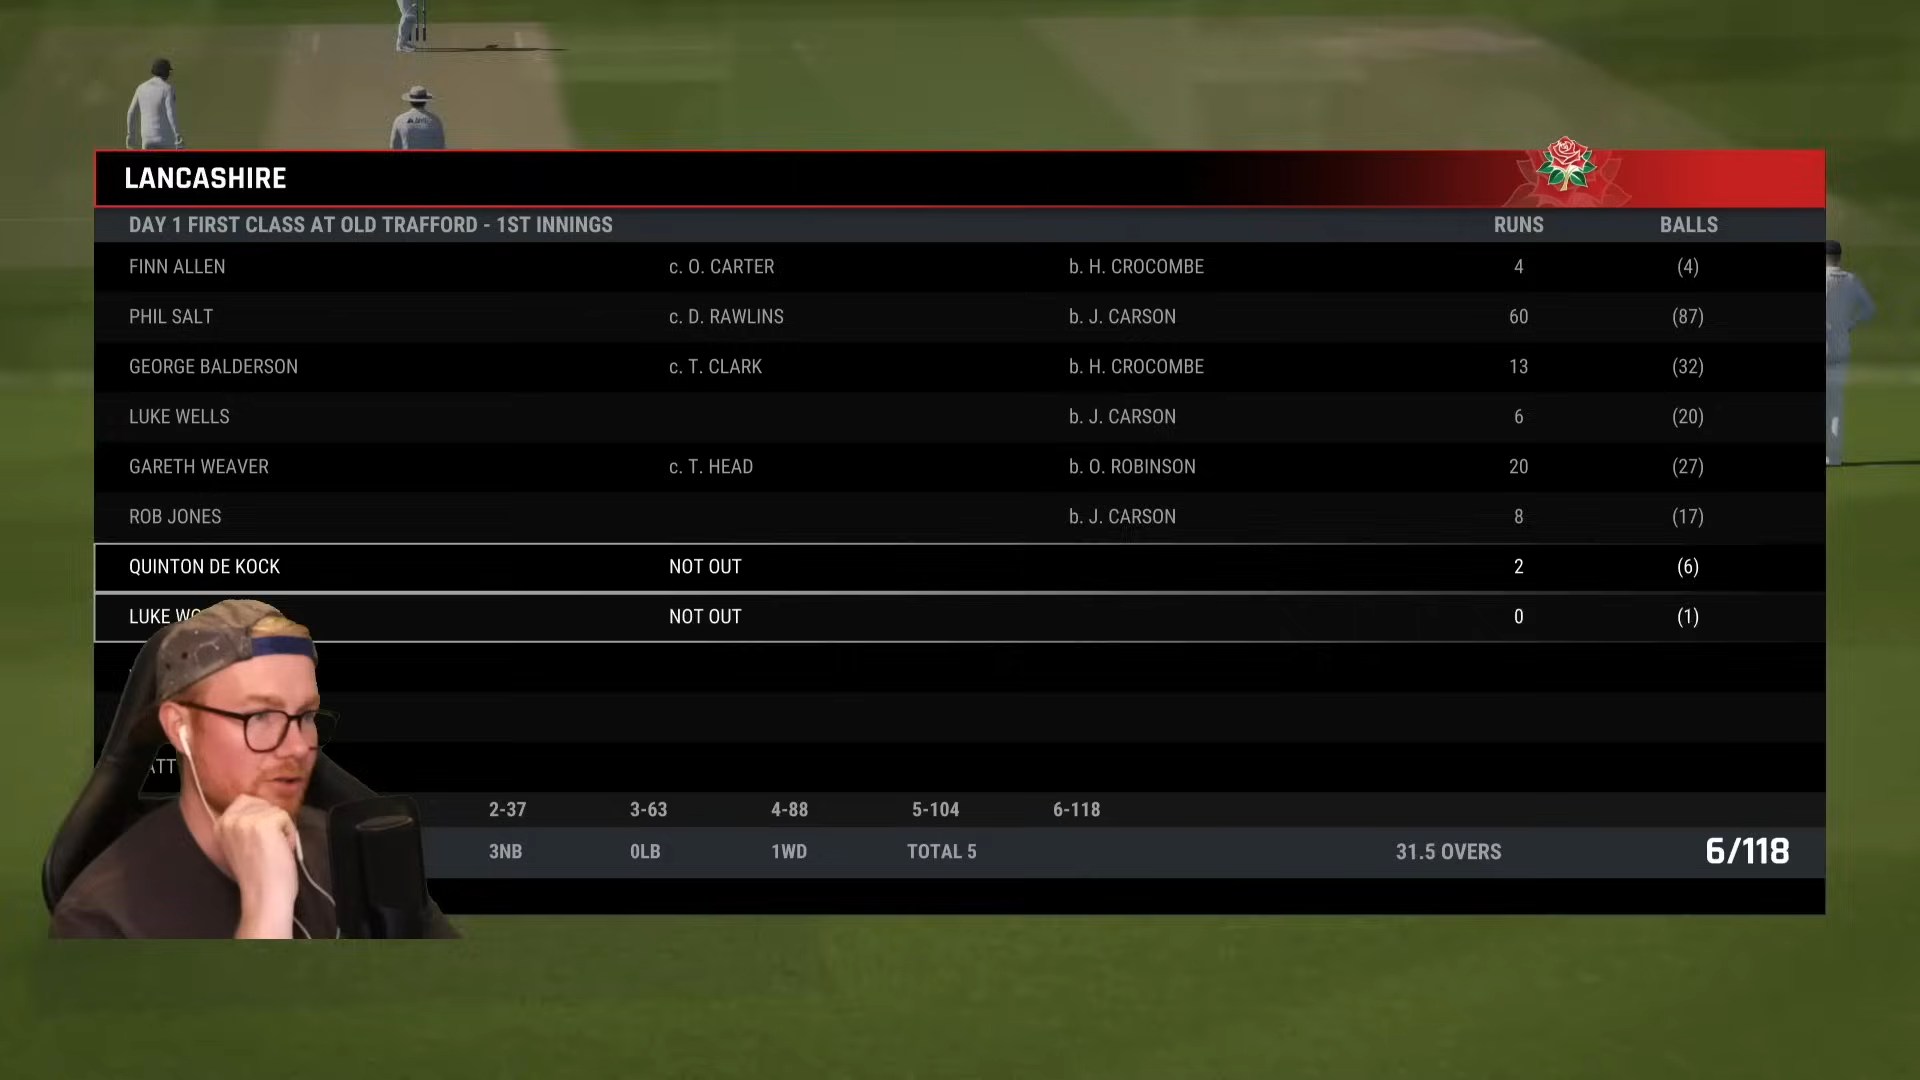 LANCASHIRE
DAY 1 FIRST CLASS AT OLD TRAFFORD - 1ST INNINGS RUNS BALLS
FINN ALLEN c. O. CARTER b. H. CROCOMBE 4 (4)
PHIL SALT c. D. RAWLINS b. J. CARSON 60 (87)
GEORGE BALDERSON c. T. CLARK b. H. CROCOMBE 13 (32)
LUKE WELLS b. J. CARSON 6 (20)
GARETH WEAVER c. T. HEAD b. O. ROBINSON 20 (27)
ROB JONES b. J. CARSON 8 (17)
QUINTON DE KOCK NOT OUT 2 (6)
LUKE NOT OUT 0 (1)
2-37 3-63 4-88 5-104 6-118
3NB 0LB 1WD TOTAL 5 31.5 OVERS 6/118